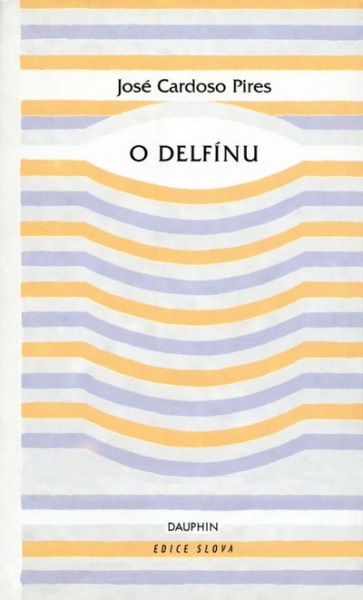 José Cardoso Pires
O DELFÍNU
DAUPHIN
EDICE SLOVA